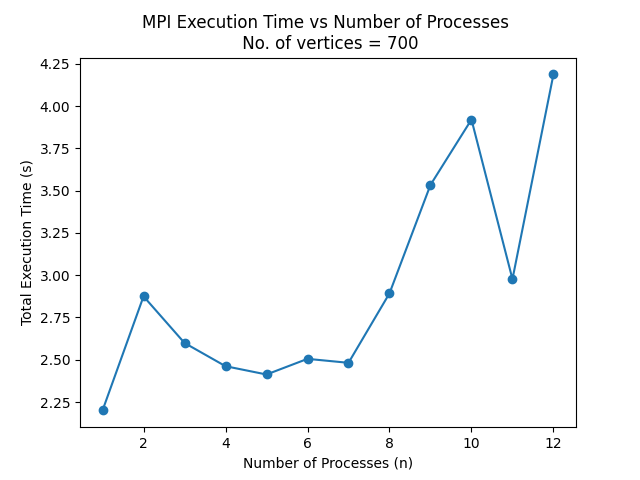 MPI Execution Time vs Number of Processes
No. of vertices = 700
4.25
4.00
3.75
3.50
3.25
3.00
2.75
2.50
2.25
Total Execution Time (s)
2 4 6 8 10 12
Number of Processes (n)